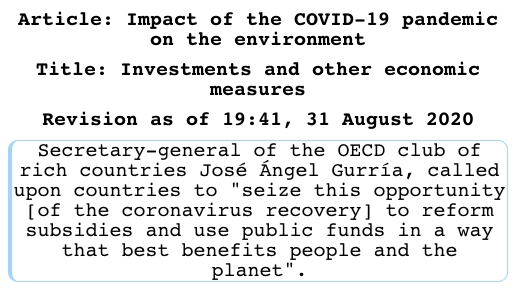 Article: Impact of the COVID-19 pandemic
on the environment
Title: Investments and other economic
measures
Revision as of 19:41, 31 August 2020
Secretary-general of the OECD club of
rich countries José Ángel Gurría, called
upon countries to "seize this opportunity
[of the coronavirus recovery] to reform
subsidies and use public funds in a way
that best benefits people and the
planet".